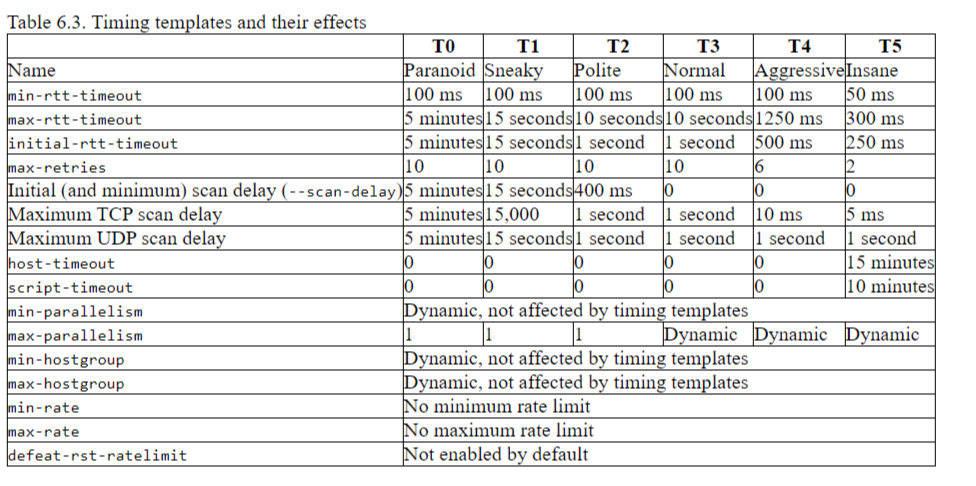 Table 6.3. Timing templates and their effects
T0 T1 T2 T3 T4 T5
Name Paranoid Sneaky Polite Normal Aggressive Insane
min-rtt-timeout 100 ms 100 ms 100 ms 100 ms 100 ms 50 ms
max-rtt-timeout 5 minutes 15 seconds 10 seconds 10 seconds 1250 ms 300 ms
initial-rtt-timeout 5 minutes 15 seconds 1 second 1 second 500 ms 250 ms
max-retries 10 10 10 10 6 2
Initial (and minimum) scan delay (--scan-delay) 5 minutes 15 seconds 400 ms 0 0 0
Maximum TCP scan delay 5 minutes 15,000 1 second 1 second 10 ms 5 ms
Maximum UDP scan delay 5 minutes 15 seconds 1 second 1 second 1 second 1 second
host-timeout 0 0 0 0 0 15 minutes
script-timeout 0 0 0 0 0 10 minutes
min-parallelism Dynamic, not affected by timing templates
max-parallelism 1 1 1 Dynamic Dynamic Dynamic
min-hostgroup Dynamic, not affected by timing templates
max-hostgroup Dynamic, not affected by timing templates
min-rate No minimum rate limit
max-rate No maximum rate limit
defeat-rst-ratelimit Not enabled by default